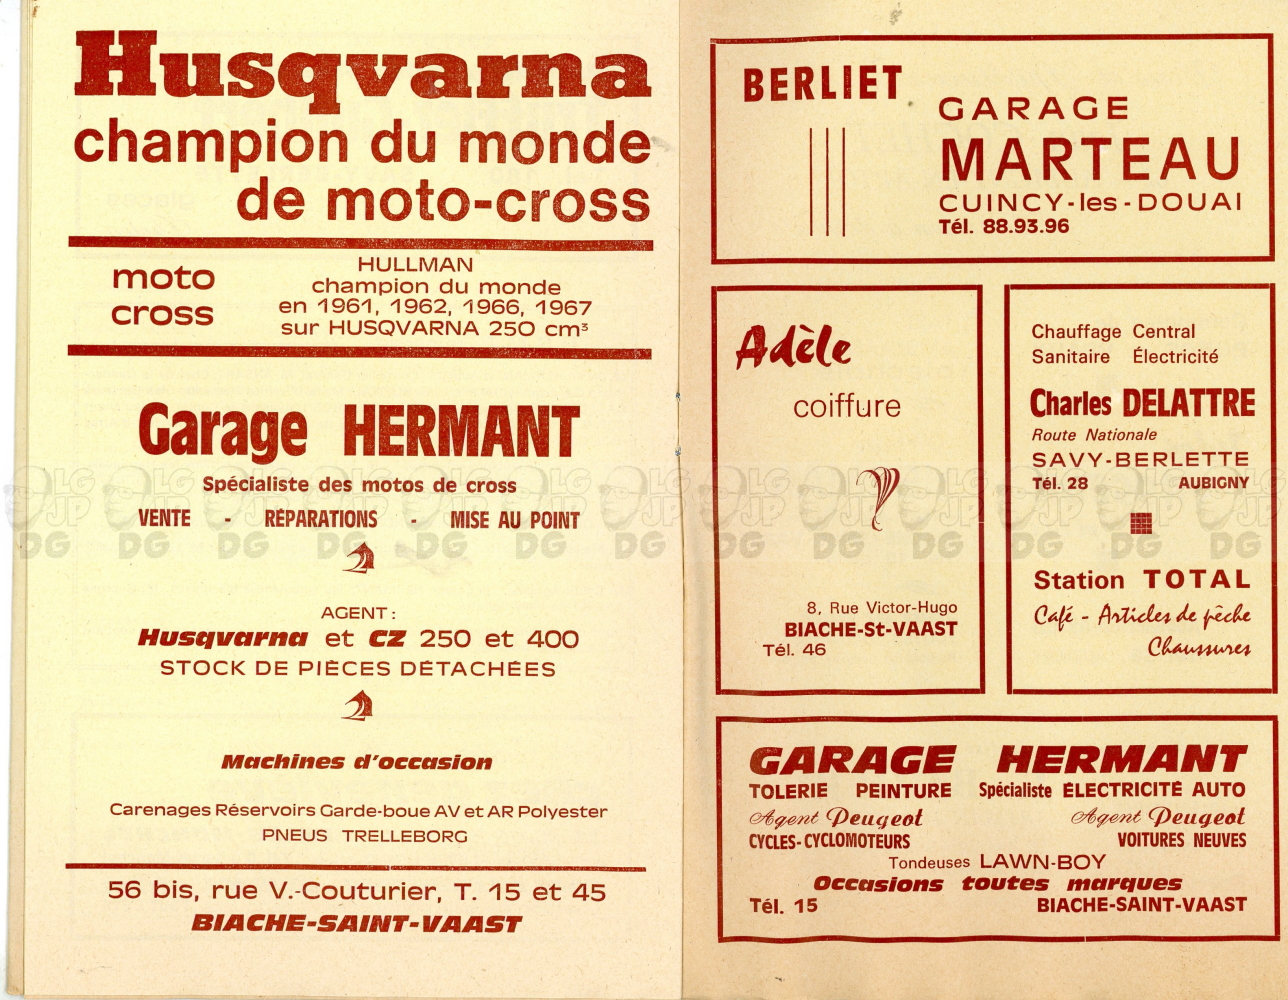 Husqvarna
champion du monde
de moto-cross
moto
cross
HULLMAN
champion du monde
en 1961, 1962, 1966, 1967
sur HUSQVARNA 250 cm³
Garage HERMANT
Spécialiste des motos de cross
VENTE - RÉPARATIONS - MISE AU POINT
AGENT :
Husqvarna et CZ 250 et 400
STOCK DE PIÈCES DÉTACHÉES
Machines d'occasion
Carenages Réservoirs Garde-boue AV et AR Polyester
PNEUS TRELLEBORG
56 bis, rue V.-Couturier, T. 15 et 45
BIACHE-SAINT-VAAST
BERLIET
GARAGE
MARTEAU
CUINCY-les-DOUAI
Tél. 88.93.96
Adèle
coiffure
8, Rue Victor-Hugo
BIACHE-St-VAAST
Tél. 46
Chauffage Central
Sanitaire Électricité
Charles DELATTRE
Route Nationale
SAVY-BERLETTE
Tél. 28 AUBIGNY
Station TOTAL
Café - Articles de pêche
Chaussures
GARAGE HERMANT
TOLERIE PEINTURE Spécialiste ÉLECTRICITÉ AUTO
Agent Peugeot Agent Peugeot
CYCLES-CYCLOMOTEURS VOITURES NEUVES
Tondeuses LAWN-BOY
Occasions toutes marques
Tél. 15 BIACHE-SAINT-VAAST
LG JP DG